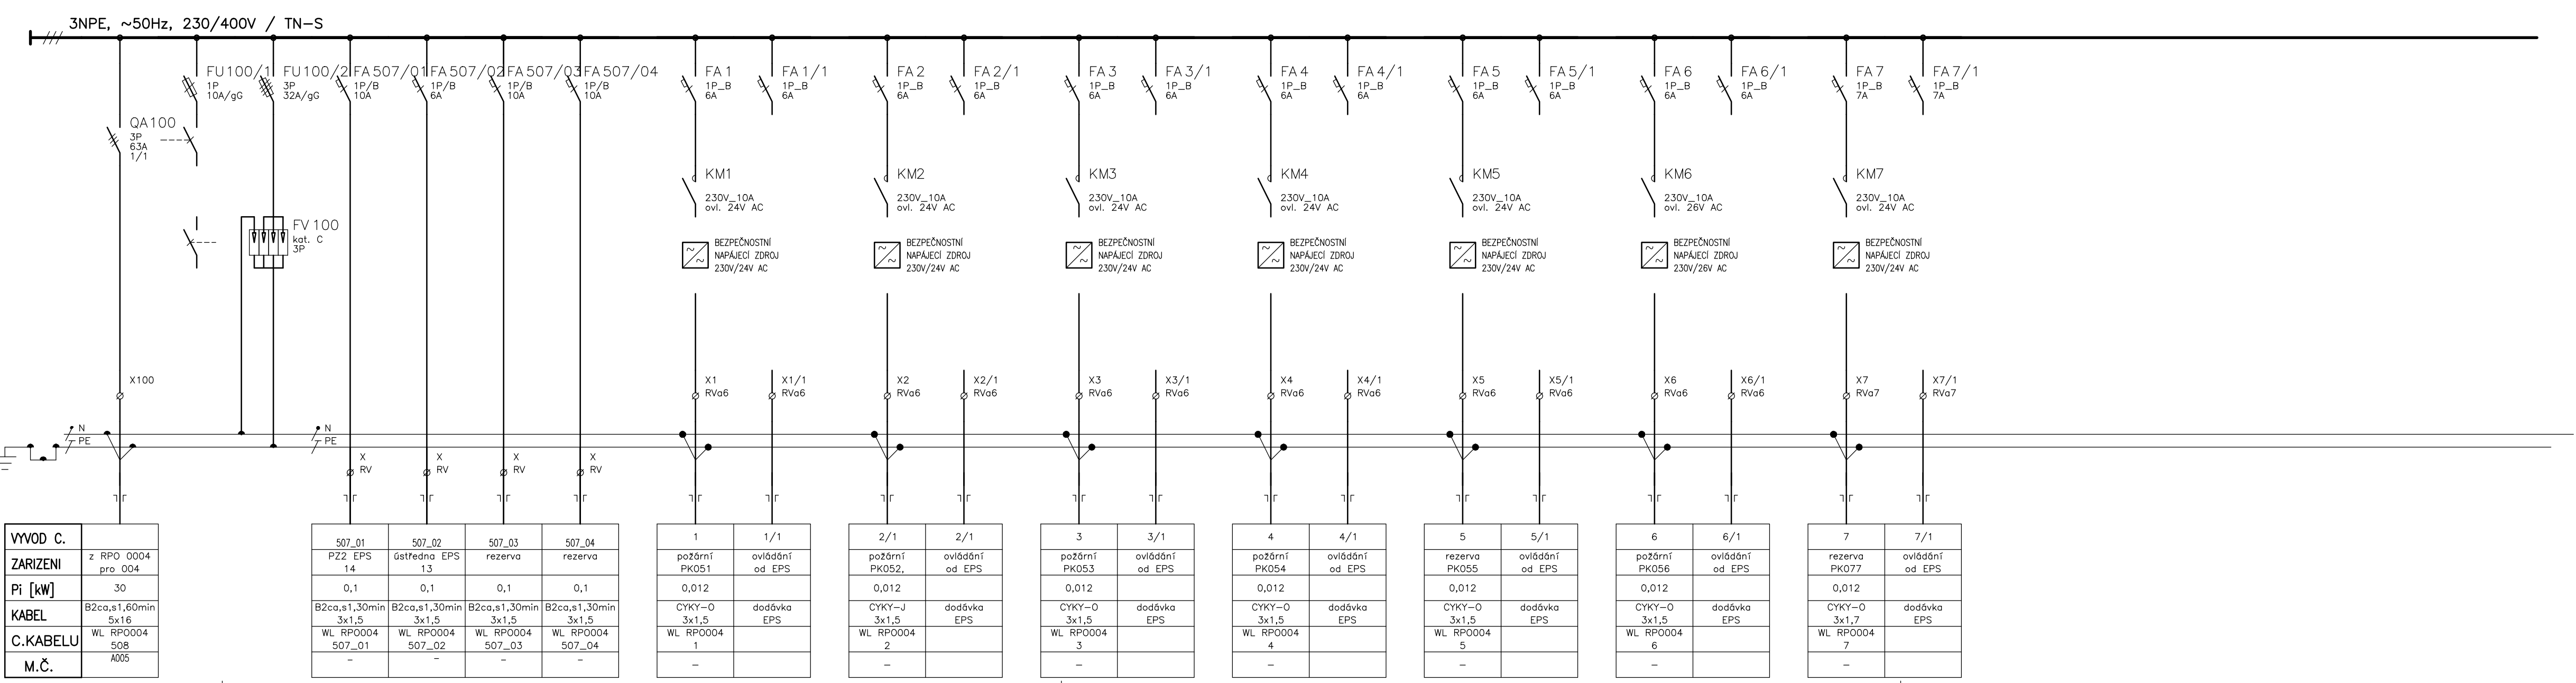 3NPE, ~50Hz, 230/400V / TN-S
QA100
3P
63A
1/1
FU100/1
1P
10A/gG
FU100/2
3P
32A/gG
FV100
kat. C
3P
FA507/01
1P/B
10A
FA507/02
1P/B
6A
FA507/03
1P/B
10A
FA507/04
1P/B
10A
FA1
1P_B
6A
FA1/1
1P_B
6A
FA2
1P_B
6A
FA2/1
1P_B
6A
FA3
1P_B
6A
FA3/1
1P_B
6A
FA4
1P_B
6A
FA4/1
1P_B
6A
FA5
1P_B
6A
FA5/1
1P_B
6A
FA6
1P_B
6A
FA6/1
1P_B
6A
FA7
1P_B
7A
FA7/1
1P_B
7A
KM1
230V_10A
ovl. 24V AC
KM2
230V_10A
ovl. 24V AC
KM3
230V_10A
ovl. 24V AC
KM4
230V_10A
ovl. 24V AC
KM5
230V_10A
ovl. 24V AC
KM6
230V_10A
ovl. 26V AC
KM7
230V_10A
ovl. 24V AC
BEZPEČNOSTNÍ
NAPÁJECÍ ZDROJ
230V/24V AC
BEZPEČNOSTNÍ
NAPÁJECÍ ZDROJ
230V/24V AC
BEZPEČNOSTNÍ
NAPÁJECÍ ZDROJ
230V/24V AC
BEZPEČNOSTNÍ
NAPÁJECÍ ZDROJ
230V/24V AC
BEZPEČNOSTNÍ
NAPÁJECÍ ZDROJ
230V/24V AC
BEZPEČNOSTNÍ
NAPÁJECÍ ZDROJ
230V/26V AC
BEZPEČNOSTNÍ
NAPÁJECÍ ZDROJ
230V/24V AC
X100
X1
RVa6
X1/1
RVa6
X2
RVa6
X2/1
RVa6
X3
RVa6
X3/1
RVa6
X4
RVa6
X4/1
RVa6
X5
RVa6
X5/1
RVa6
X6
RVa6
X6/1
RVa6
X7
RVa7
X7/1
RVa7
N
PE
N
PE
X
RV
X
RV
X
RV
X
RV
VYVOD C. 507_01 507_02 507_03 507_04 1 1/1 2/1 2/1 3 3/1 4 4/1 5 5/1 6 6/1 7 7/1
ZARIZENI
z RPO 0004 PZ2 EPS ústředna EPS rezerva rezerva požární ovládání požární ovládání požární ovládání požární ovládání rezerva ovládání požární ovládání rezerva ovládání
pro 004 14 13 PK051 od EPS PK052, od EPS PK053 od EPS PK054 od EPS PK055 od EPS PK056 od EPS PK077 od EPS
Pi [kW] 30 0,1 0,1 0,1 0,1 0,012 0,012 0,012 0,012 0,012 0,012 0,012
KABEL
B2ca,s1,60min B2ca,s1,30min B2ca,s1,30min B2ca,s1,30min B2ca,s1,30min CYKY-O dodávka CYKY-J dodávka CYKY-O dodávka CYKY-O dodávka CYKY-O dodávka CYKY-O dodávka CYKY-O dodávka
5x16 3x1,5 3x1,5 3x1,5 3x1,5 3x1,5 EPS 3x1,5 EPS 3x1,5 EPS 3x1,5 EPS 3x1,5 EPS 3x1,5 EPS 3x1,7 EPS
C.KABELU
WL RPO004 WL RPO004 WL RPO004 WL RPO004 WL RPO004 WL RPO004 WL RPO004 WL RPO004 WL RPO004 WL RPO004 WL RPO004 WL RPO004
508 507_01 507_02 507_03 507_04 1 2 3 4 5 6 7
M.Č. A005 - - - - - - - - - - -